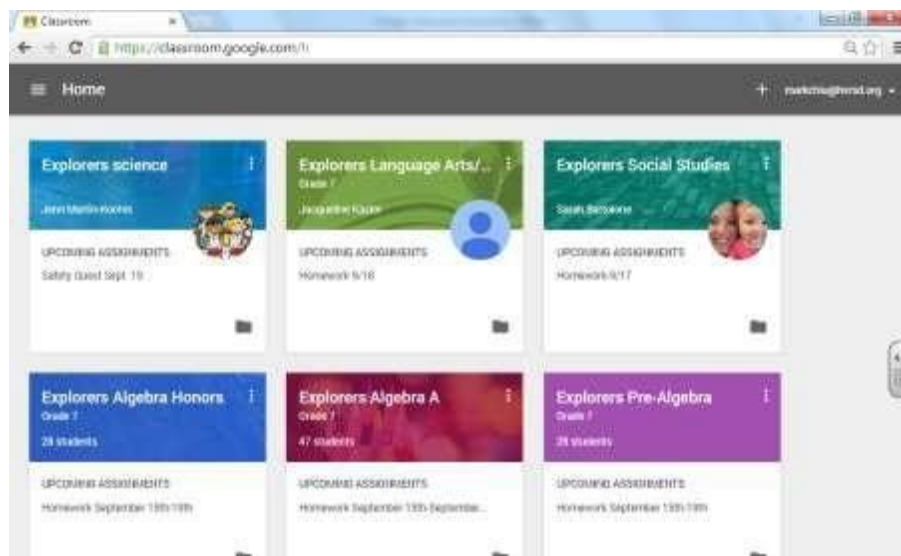 Classroom
https://classroom.google.com/h
Home
Explorers science
UPCOMING ASSIGNMENTS
Safety Quest Sept. 19
Explorers Language Arts/...
Grade 7
UPCOMING ASSIGNMENTS
Homework 9/18
Explorers Social Studies
UPCOMING ASSIGNMENTS
Homework 9/17
Explorers Algebra Honors
Grade 7
28 students
UPCOMING ASSIGNMENTS
Homework September 15th-19th
Explorers Algebra A
Grade 7
47 students
UPCOMING ASSIGNMENTS
Homework September 15th-September...
Explorers Pre-Algebra
Grade 7
28 students
UPCOMING ASSIGNMENTS
Homework September 15th-19th